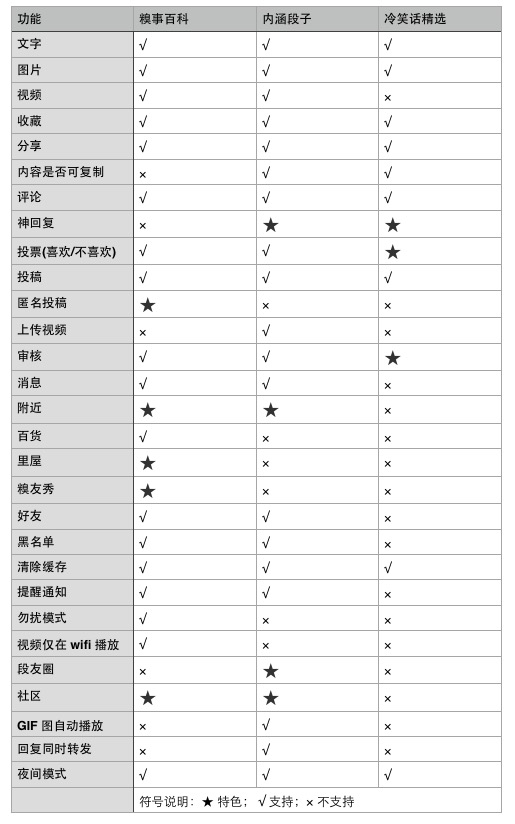 功能 糗事百科 内涵段子 冷笑话精选
文字 √ √ √
图片 √ √ √
视频 √ √ ×
收藏 √ √ √
分享 √ √ √
内容是否可复制 × √ √
评论 √ √ √
神回复 × ★ ★
投票(喜欢/不喜欢) √ √ ★
投稿 √ √ √
匿名投稿 ★ × ×
上传视频 × √ ×
审核 √ √ ★
消息 √ √ ×
附近 ★ ★ ×
百货 √ × ×
里屋 ★ × ×
糗友秀 ★ × ×
好友 √ √ ×
黑名单 √ √ ×
清除缓存 √ √ √
提醒通知 √ √ ×
勿扰模式 √ × ×
视频仅在 wifi 播放 √ × ×
段友圈 × ★ ×
社区 ★ ★ ×
GIF 图自动播放 × √ ×
回复同时转发 × √ ×
夜间模式 √ √ √
符号说明：★ 特色； √ 支持；× 不支持